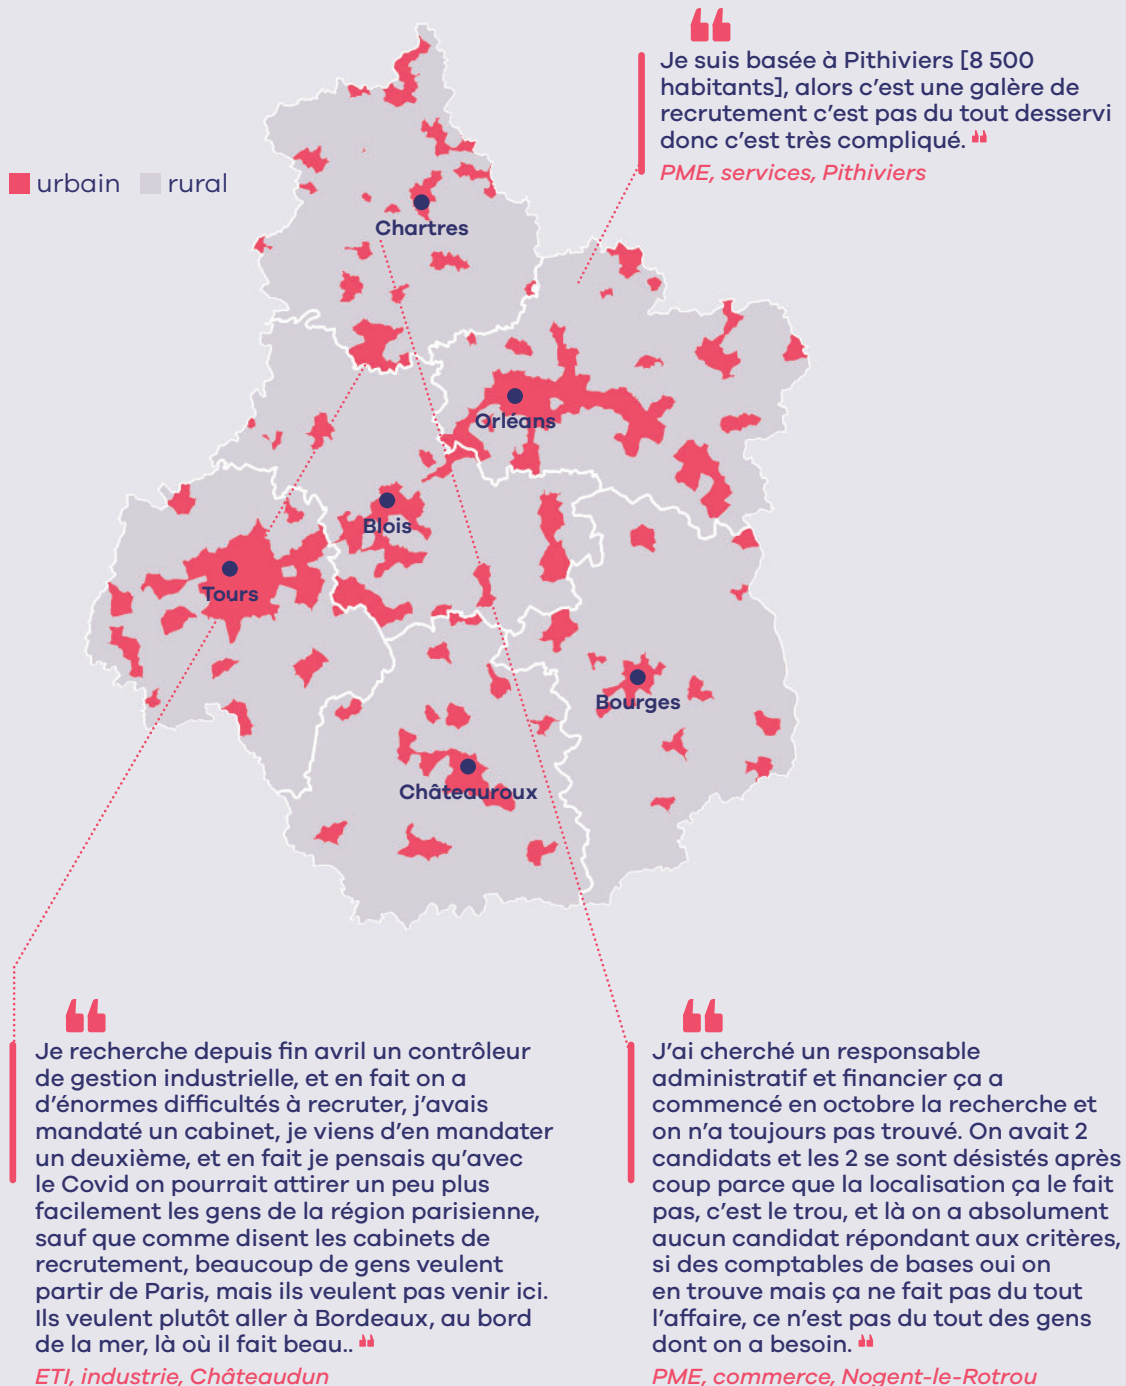 Je suis basée à Pithiviers [8 500
habitants], alors c'est une galère de
recrutement c'est pas du tout desservi
donc c'est très compliqué.
PME, services, Pithiviers
urbain
rural
Chartres
Orléans
Blois
Tours
Bourges
Châteauroux
Je recherche depuis fin avril un contrôleur
de gestion industrielle, et en fait on a
d'énormes difficultés à recruter, j'avais
mandaté un cabinet, je viens d'en mandater
un deuxième, et en fait je pensais qu'avec
le Covid on pourrait attirer un peu plus
facilement les gens de la région parisienne,
sauf que comme disent les cabinets de
recrutement, beaucoup de gens veulent
partir de Paris, mais ils veulent pas venir ici.
Ils veulent plutôt aller à Bordeaux, au bord
de la mer, là où il fait beau..
ETI, industrie, Châteaudun
J'ai cherché un responsable
administratif et financier ça a
commencé en octobre la recherche et
on n'a toujours pas trouvé. On avait 2
candidats et les 2 se sont désistés après
coup parce que la localisation ça le fait
pas, c'est le trou, et là on a absolument
aucun candidat répondant aux critères,
si des comptables de bases oui on
en trouve mais ça ne fait pas du tout
l'affaire, ce n'est pas du tout des gens
dont on a besoin.
PME, commerce, Nogent-le-Rotrou